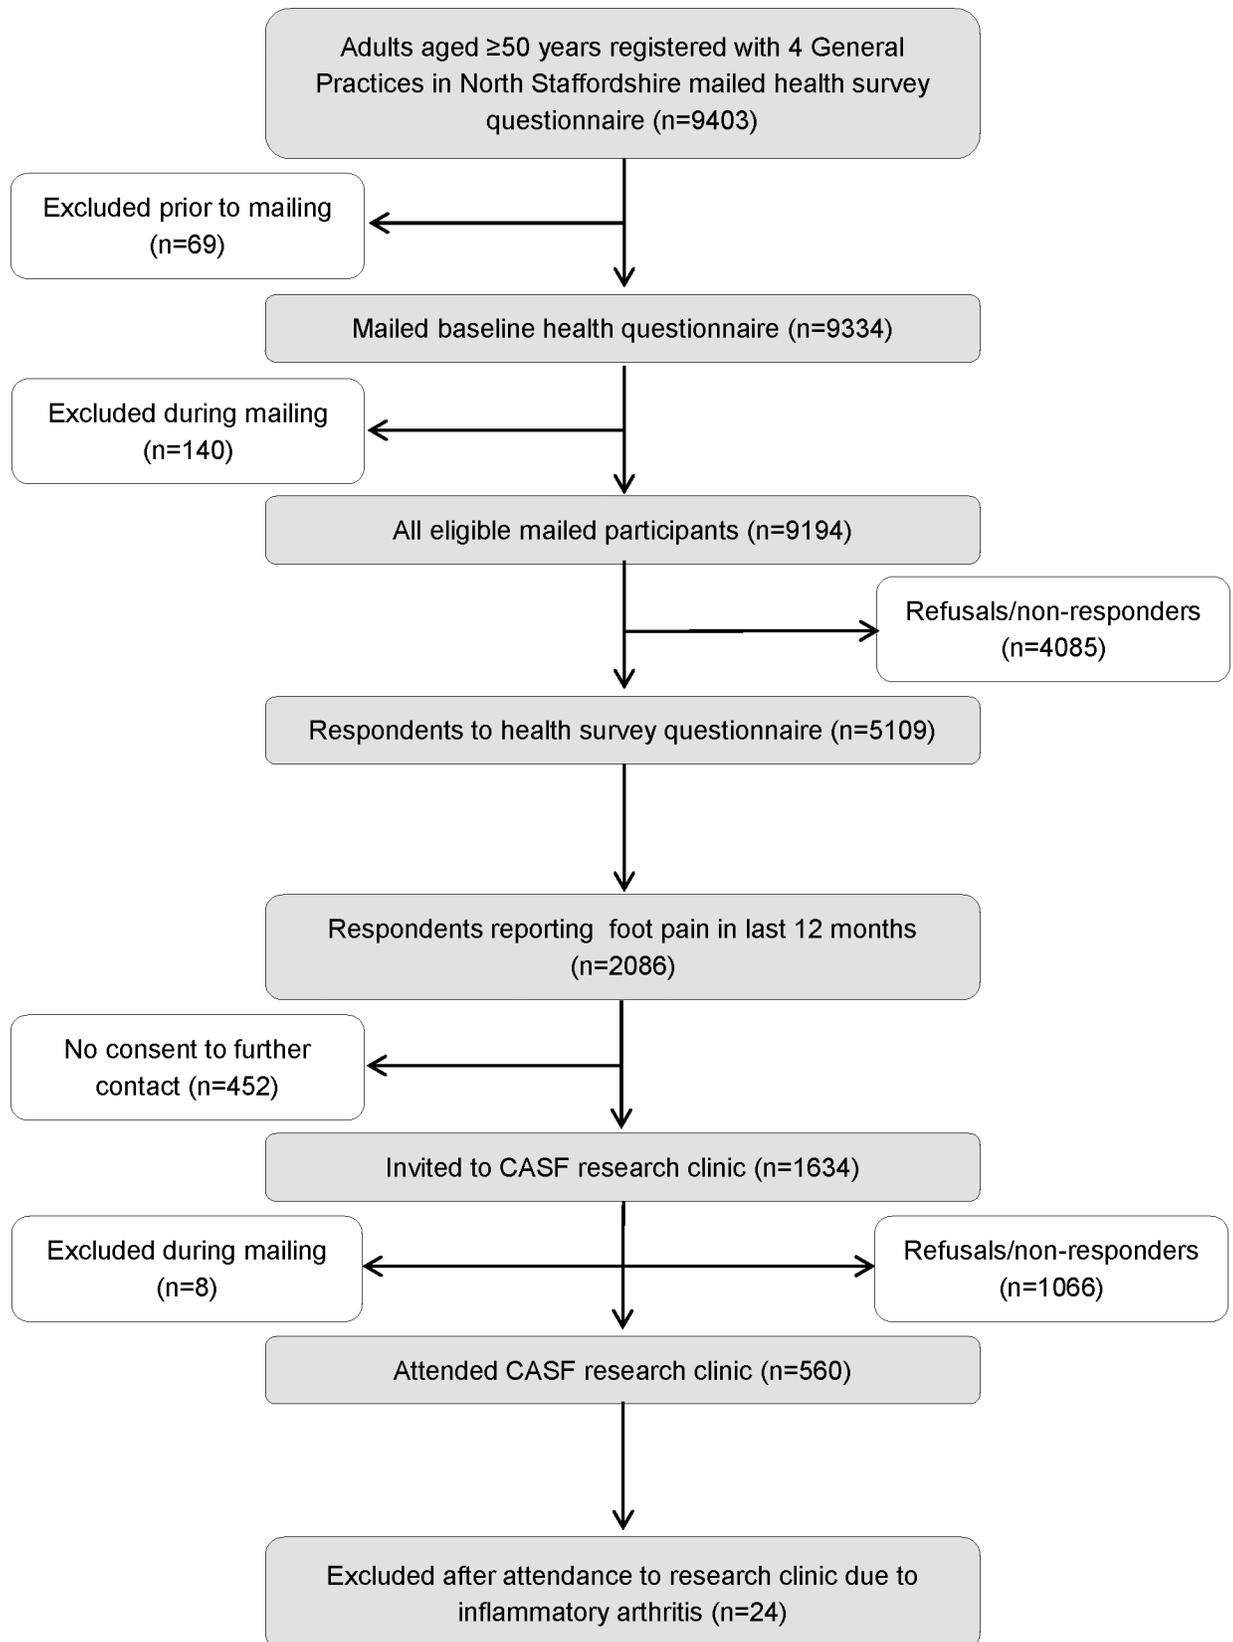 Adults aged ≥50 years registered with 4 General
Practices in North Staffordshire mailed health survey
questionnaire (n=9403)
Excluded prior to mailing
(n=69)
Mailed baseline health questionnaire (n=9334)
Excluded during mailing
(n=140)
All eligible mailed participants (n=9194)
Refusals/non-responders
(n=4085)
Respondents to health survey questionnaire (n=5109)
Respondents reporting  foot pain in last 12 months
(n=2086)
No consent to further
contact (n=452)
Invited to CASF research clinic (n=1634)
Excluded during mailing
(n=8)
Refusals/non-responders
(n=1066)
Attended CASF research clinic (n=560)
Excluded after attendance to research clinic due to
inflammatory arthritis (n=24)